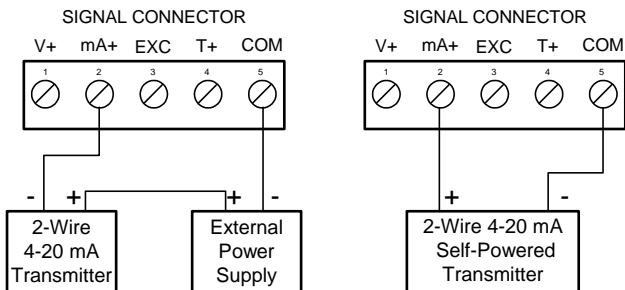 SIGNAL CONNECTOR
V+ mA+ EXC T+ COM
1 2 3 4 5
- + + -
2-Wire
4-20 mA
Transmitter
External
Power
Supply
SIGNAL CONNECTOR
V+ mA+ EXC T+ COM
1 2 3 4 5
+ -
2-Wire 4-20 mA
Self-Powered
Transmitter